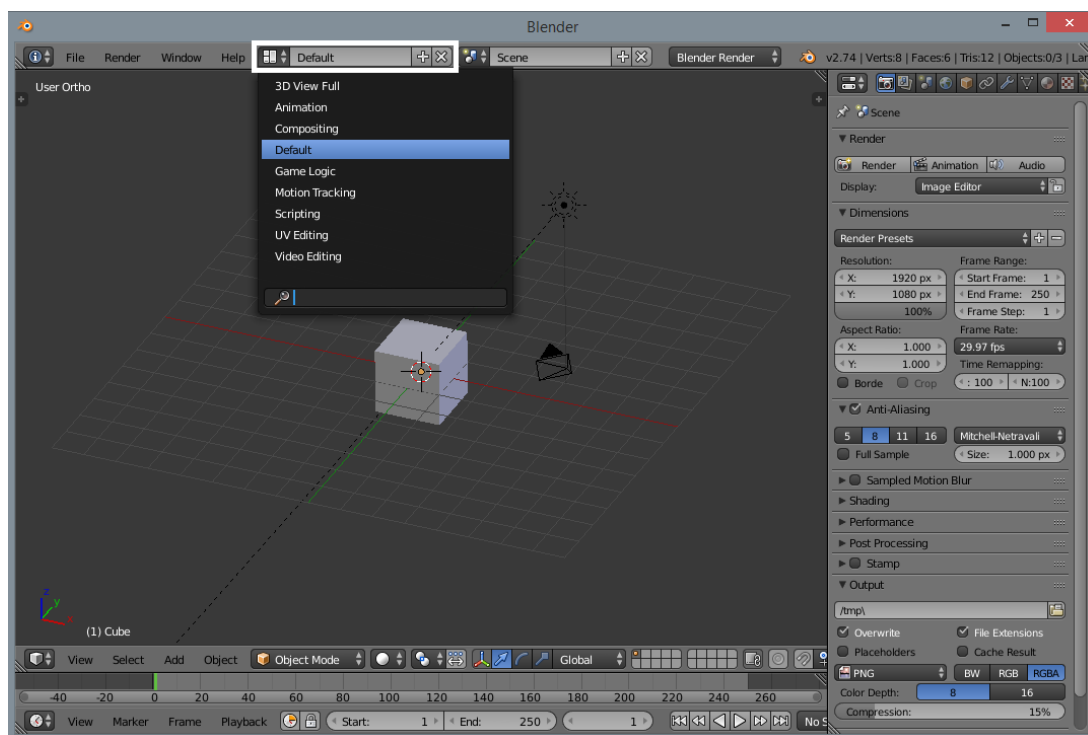 Blender
File Render Window Help Default Scene Blender Render v2.74 | Verts:8 | Faces:6 | Tris:12 | Objects:0/3 | Lar
User Ortho
3D View Full
Animation
Compositing
Default
Game Logic
Motion Tracking
Scripting
UV Editing
Video Editing
Scene
Render
Render Animation Audio
Display: Image Editor
Dimensions
Render Presets
Resolution: Frame Range:
X: 1920 px Start Frame: 1
Y: 1080 px End Frame: 250
100% Frame Step: 1
Aspect Ratio: Frame Rate:
X: 1.000 29.97 fps
Y: 1.000 Time Remapping:
Borde Crop : 100 N:100
Anti-Aliasing
5 8 11 16 Mitchell-Netravali
Full Sample Size: 1.000 px
Sampled Motion Blur
Shading
Performance
Post Processing
Stamp
Output
/tmp\
Overwrite File Extensions
Placeholders Cache Result
PNG BW RGB RGBA
Color Depth: 8 16
Compression: 15%
z
y
x
(1) Cube
View Select Add Object Object Mode Global
-40 -20 0 20 40 60 80 100 120 140 160 180 200 220 240 260
View Marker Frame Playback Start: 1 End: 250 1 No S